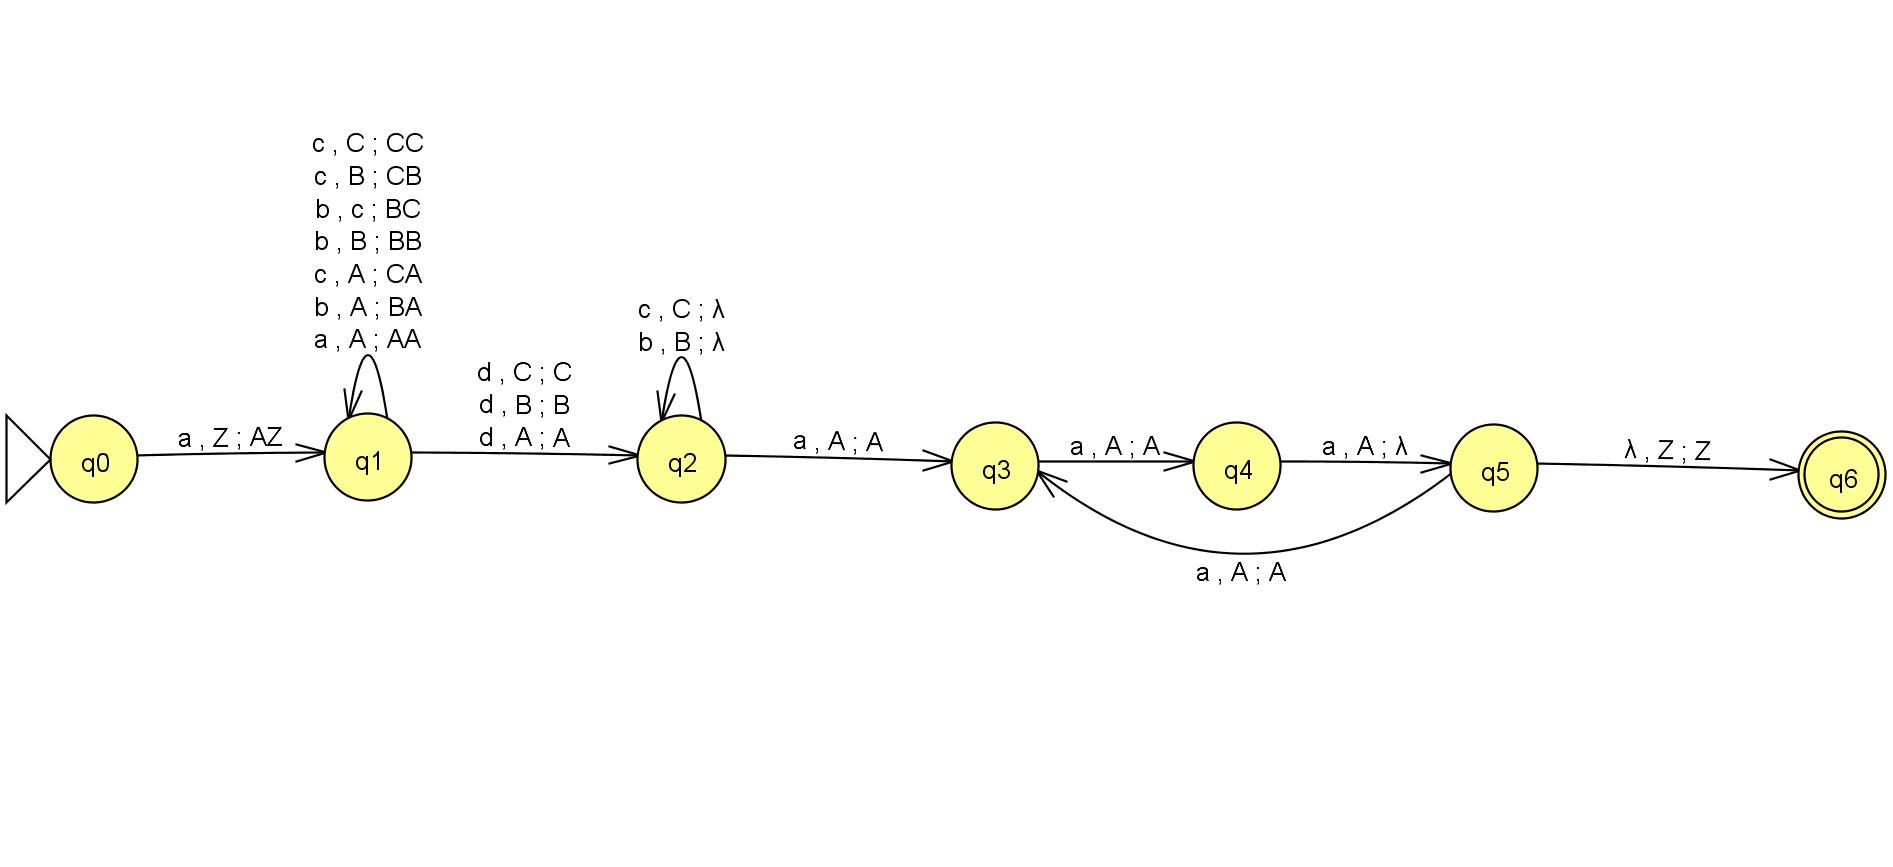 c , C ; CC
c , B ; CB
b , c ; BC
b , B ; BB
c , A ; CA
b , A ; BA
a , A ; AA
c , C ; λ
b , B ; λ
d , C ; C
d , B ; B
d , A ; A
a , Z ; AZ
a , A ; A
a , A ; A
a , A ; λ
λ , Z ; Z
q0
q1
q2
q3
q4
q5
q6
a , A ; A